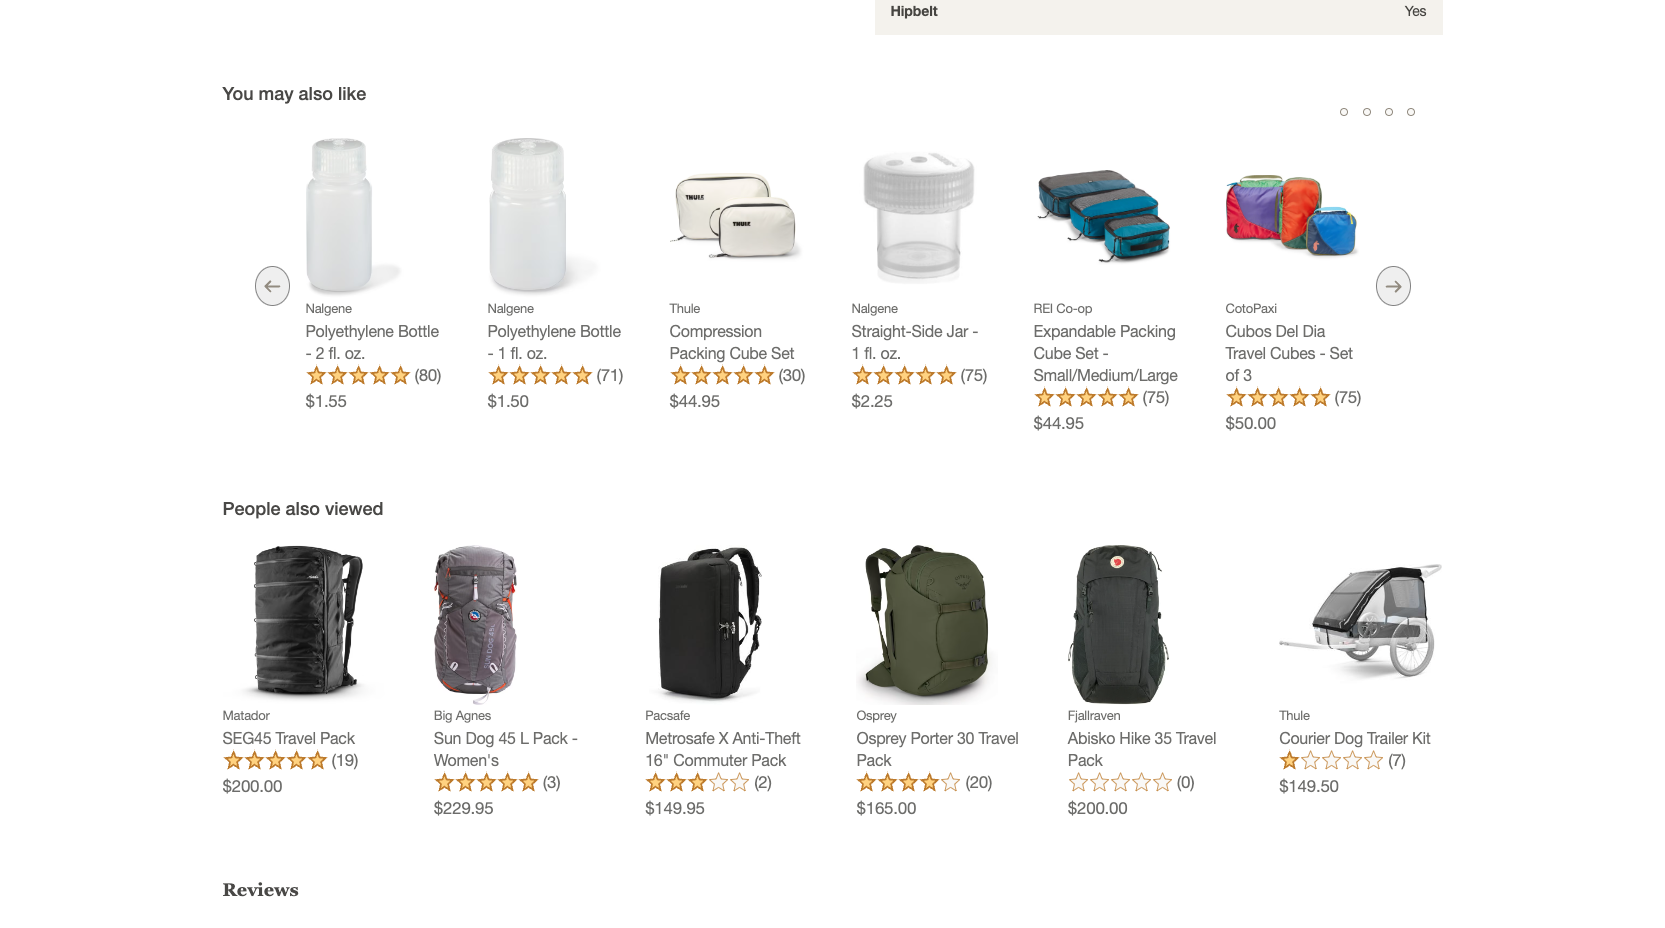 Hipbelt Yes
You may also like
THULE
THULE
Nalgene
Polyethylene Bottle
- 2 fl. oz.
(80)
$1.55
Nalgene
Polyethylene Bottle
- 1 fl. oz.
(71)
$1.50
Thule
Compression
Packing Cube Set
(30)
$44.95
Nalgene
Straight-Side Jar -
1 fl. oz.
(75)
$2.25
REI Co-op
Expandable Packing
Cube Set -
Small/Medium/Large
(75)
$44.95
CotoPaxi
Cubos Del Dia
Travel Cubes - Set
of 3
(75)
$50.00
People also viewed
SUN DOG 45L
Matador
SEG45 Travel Pack
(19)
$200.00
Big Agnes
Sun Dog 45 L Pack -
Women's
(3)
$229.95
Pacsafe
Metrosafe X Anti-Theft
16" Commuter Pack
(2)
$149.95
Osprey
Osprey Porter 30 Travel
Pack
(20)
$165.00
Fjallraven
Abisko Hike 35 Travel
Pack
(0)
$200.00
Thule
Courier Dog Trailer Kit
(7)
$149.50
Reviews